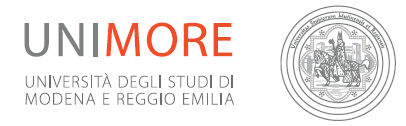 UNIMORE
UNIVERSITÀ DEGLI STUDI DI
MODENA E REGGIO EMILIA